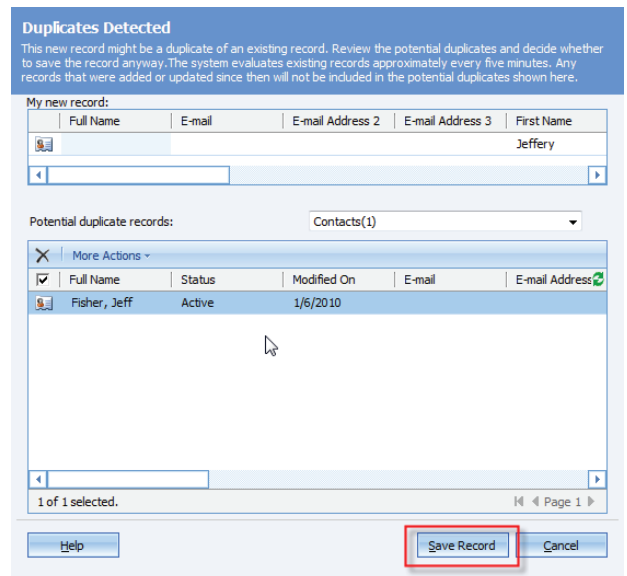 Duplicates Detected
This new record might be a duplicate of an existing record. Review the potential duplicates and decide whether
to save the record anyway.The system evaluates existing records approximately every five minutes. Any
records that were added or updated since then will not be included in the potential duplicates shown here.
My new record:
Full Name E-mail E-mail Address 2 E-mail Address 3 First Name
Jeffery
Potential duplicate records: Contacts(1)
More Actions
Full Name Status Modified On E-mail E-mail Address
Fisher, Jeff Active 1/6/2010
1 of 1 selected. Page 1
Help Save Record Cancel